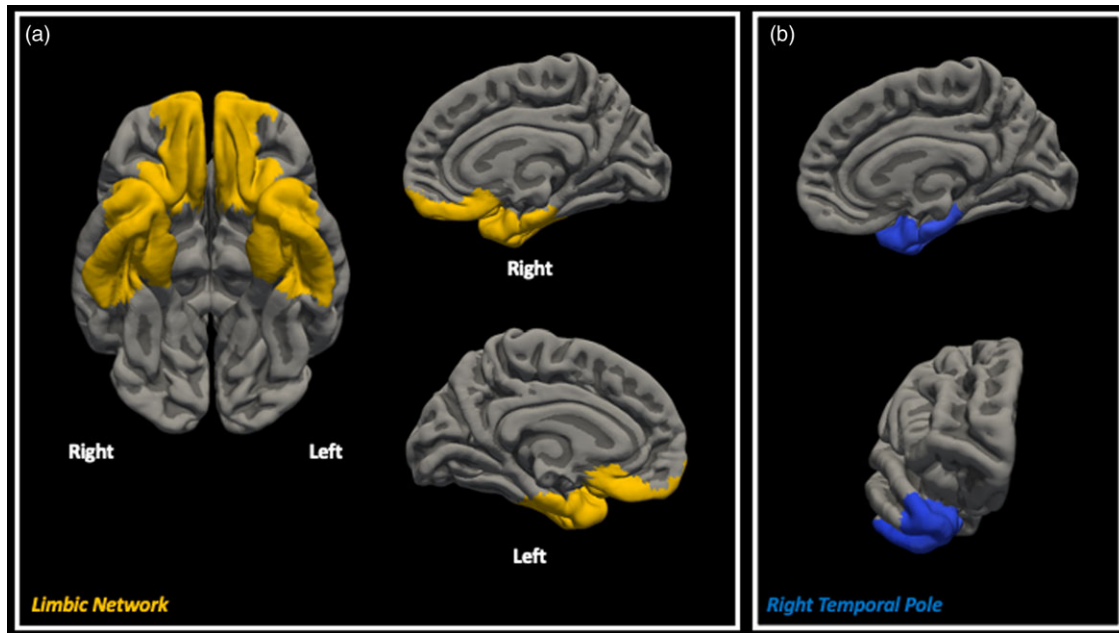 (a)
Right
Right
Left
Left
Limbic Network
(b)
Right Temporal Pole